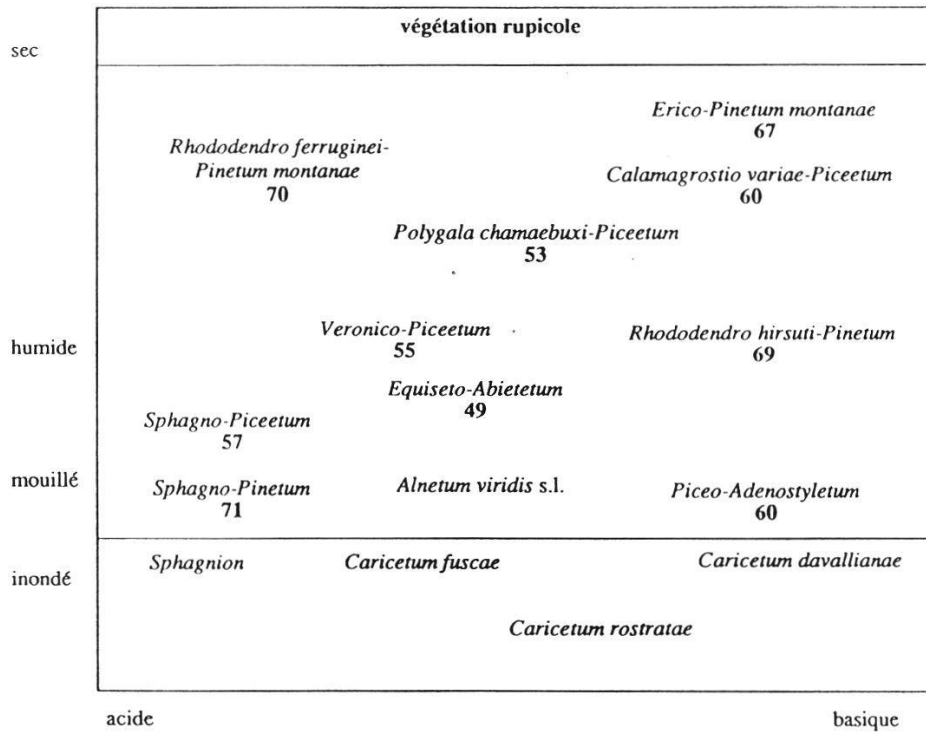 végétation rupicole
sec
Erico-Pinetum montanae
67
Rhododendro ferruginei-
Pinetum montanae
70
Calamagrostio variae-Piceetum
60
Polygala chamaebuxi-Piceetum
53
humide
Veronico-Piceetum
55
Rhododendro hirsuti-Pinetum
69
Equiseto-Abietetum
49
Sphagno-Piceetum
57
mouillé
Sphagno-Pinetum
71
Alnetum viridis s.l.
Piceo-Adenostyletum
60
inondé
Sphagnion
Caricetum fuscae
Caricetum davallianae
Caricetum rostratae
acide
basique